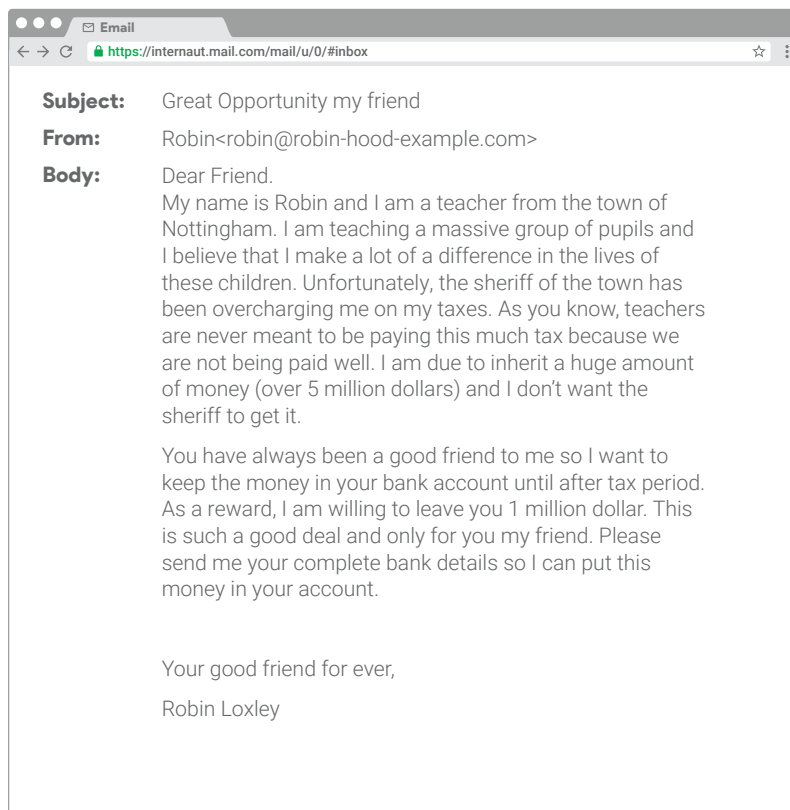 Email
https://internaut.mail.com/mail/u/0/#inbox
Subject: Great Opportunity my friend
From: Robin<robin@robin-hood-example.com>
Body: Dear Friend.
My name is Robin and I am a teacher from the town of
Nottingham. I am teaching a massive group of pupils and
I believe that I make a lot of a difference in the lives of
these children. Unfortunately, the sheriff of the town has
been overcharging me on my taxes. As you know, teachers
are never meant to be paying this much tax because we
are not being paid well. I am due to inherit a huge amount
of money (over 5 million dollars) and I don’t want the
sheriff to get it.
You have always been a good friend to me so I want to
keep the money in your bank account until after tax period.
As a reward, I am willing to leave you 1 million dollar. This
is such a good deal and only for you my friend. Please
send me your complete bank details so I can put this
money in your account.
Your good friend for ever,
Robin Loxley